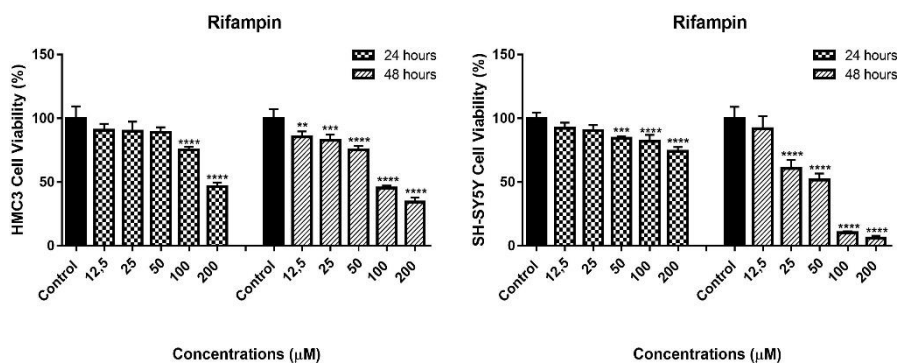 Rifampin
24 hours
48 hours
HMC3 Cell Viability (%)
150
100
50
0
** *** **** **** ****
**** ****
Control 12,5 25 50 100 200 Control 12,5 25 50 100 200
Concentrations (μM)
Rifampin
24 hours
48 hours
SH-SY5Y Cell Viability (%)
150
100
50
0
*** **** **** **** **** **** ****
Control 12,5 25 50 100 200 Control 12,5 25 50 100 200
Concentrations (μM)